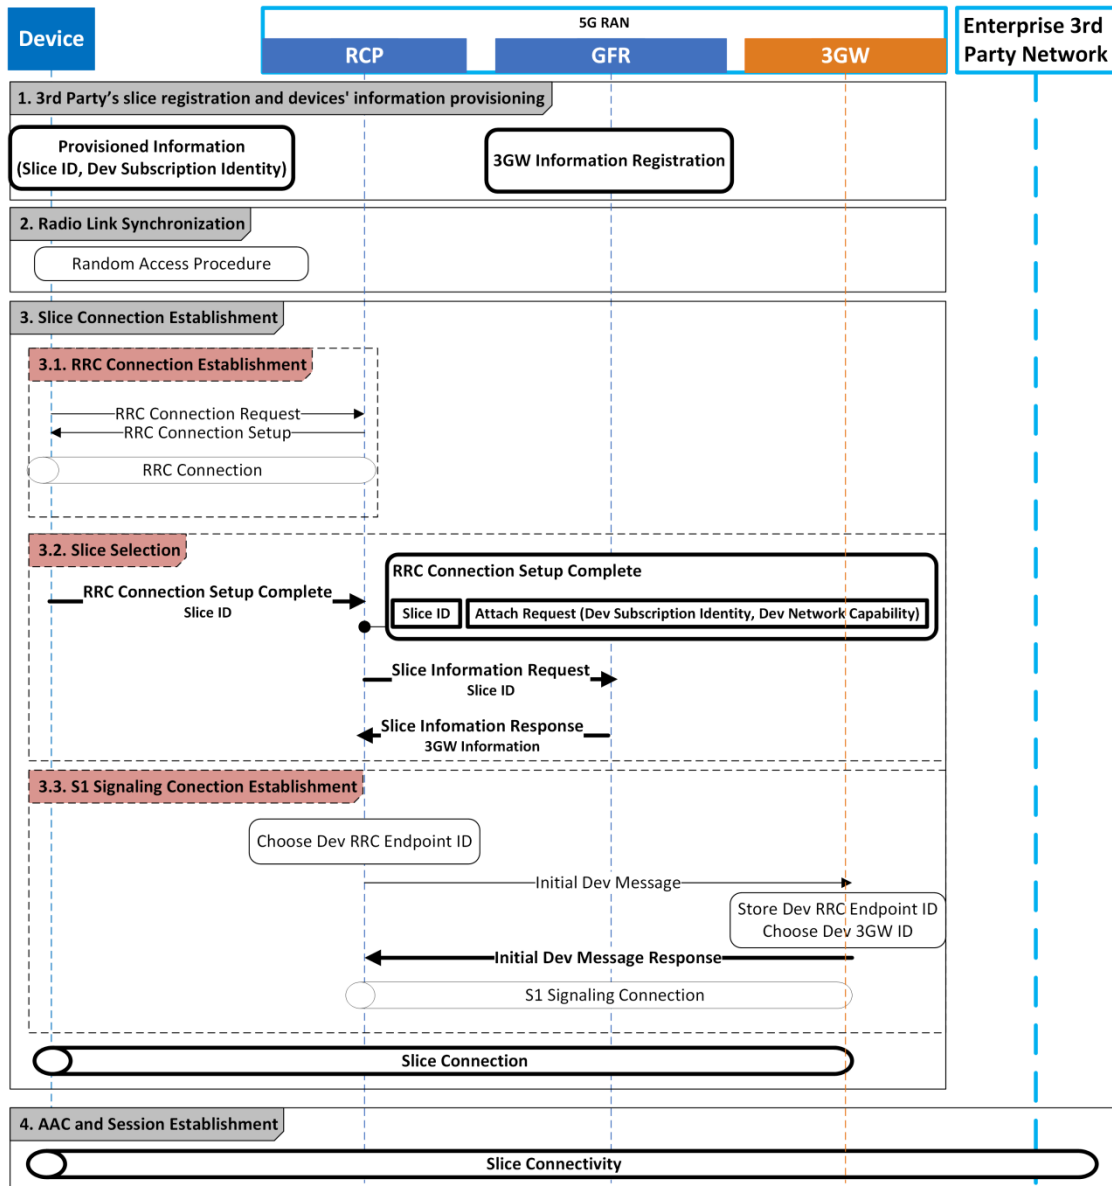 Device
5G RAN
RCP
GFR
3GW
Enterprise 3rd
Party Network
1. 3rd Party's slice registration and devices' information provisioning
Provisioned Information
(Slice ID, Dev Subscription Identity)
3GW Information Registration
2. Radio Link Synchronization
Random Access Procedure
3. Slice Connection Establishment
3.1. RRC Connection Establishment
RRC Connection Request
RRC Connection Setup
RRC Connection
3.2. Slice Selection
RRC Connection Setup Complete
Slice ID
RRC Connection Setup Complete
Slice ID
Attach Request (Dev Subscription Identity, Dev Network Capability)
Slice Information Request
Slice ID
Slice Infomation Response
3GW Information
3.3. S1 Signaling Conection Establishment
Choose Dev RRC Endpoint ID
Initial Dev Message
Store Dev RRC Endpoint ID
Choose Dev 3GW ID
Initial Dev Message Response
S1 Signaling Connection
Slice Connection
4. AAC and Session Establishment
Slice Connectivity